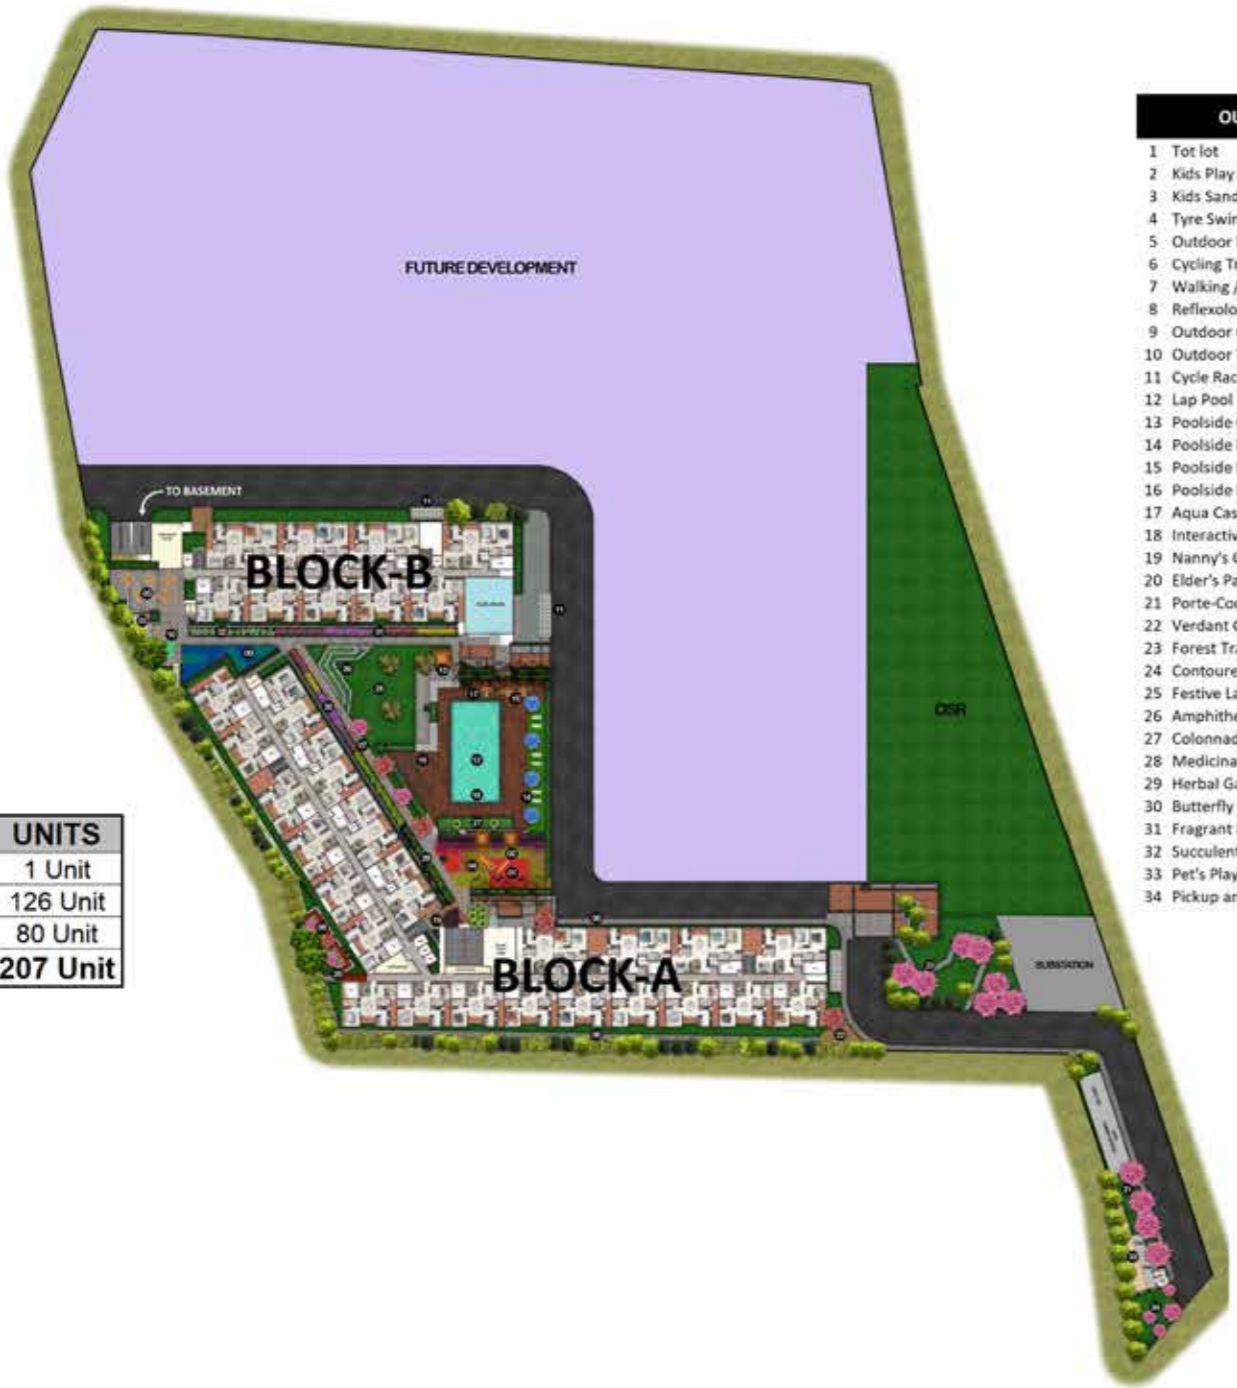 OU
1 Tot lot
2 Kids Play
3 Kids Sand
4 Tyre Swin
5 Outdoor
6 Cycling Tr
7 Walking /
8 Reflexolo
9 Outdoor
10 Outdoor
11 Cycle Rac
12 Lap Pool
13 Poolside
14 Poolside
15 Poolside
16 Poolside
17 Aqua Cas
18 Interactiv
19 Nanny's
20 Elder's Pa
21 Porte-Coc
22 Verdant
23 Forest Tra
24 Contoure
25 Festive La
26 Amphithe
27 Colonnad
28 Medicina
29 Herbal Ga
30 Butterfly
31 Fragrant
32 Succulent
33 Pet's Play
34 Pickup an
FUTURE DEVELOPMENT
TO BASEMENT
BLOCK-B
OSR
UNITS
1 Unit
126 Unit
80 Unit
207 Unit
BLOCK-A
SUBSTATION